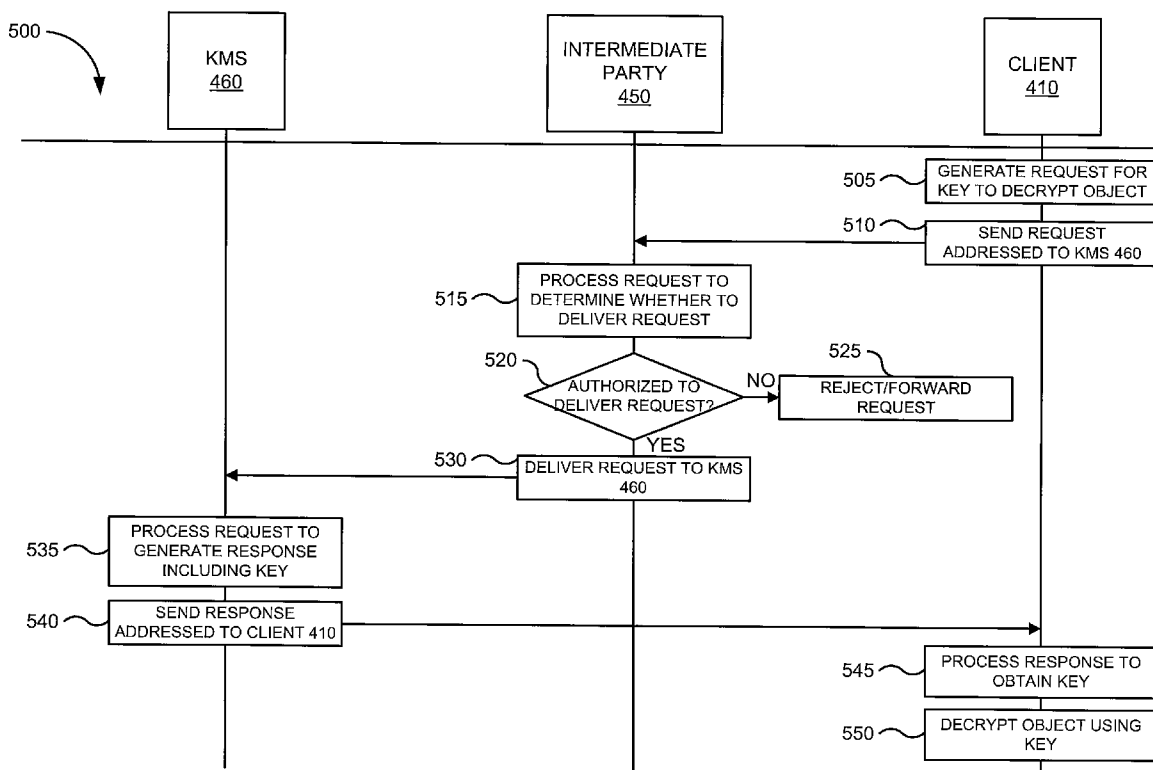 500
KMS
460
INTERMEDIATE
PARTY
450
CLIENT
410
505
GENERATE REQUEST FOR
KEY TO DECRYPT OBJECT
510
SEND REQUEST
ADDRESSED TO KMS 460
515
PROCESS REQUEST TO
DETERMINE WHETHER TO
DELIVER REQUEST
520
AUTHORIZED TO
DELIVER REQUEST?
NO
525
REJECT/FORWARD
REQUEST
YES
530
DELIVER REQUEST TO KMS
460
535
PROCESS REQUEST TO
GENERATE RESPONSE
INCLUDING KEY
540
SEND RESPONSE
ADDRESSED TO CLIENT 410
545
PROCESS RESPONSE TO
OBTAIN KEY
550
DECRYPT OBJECT USING
KEY